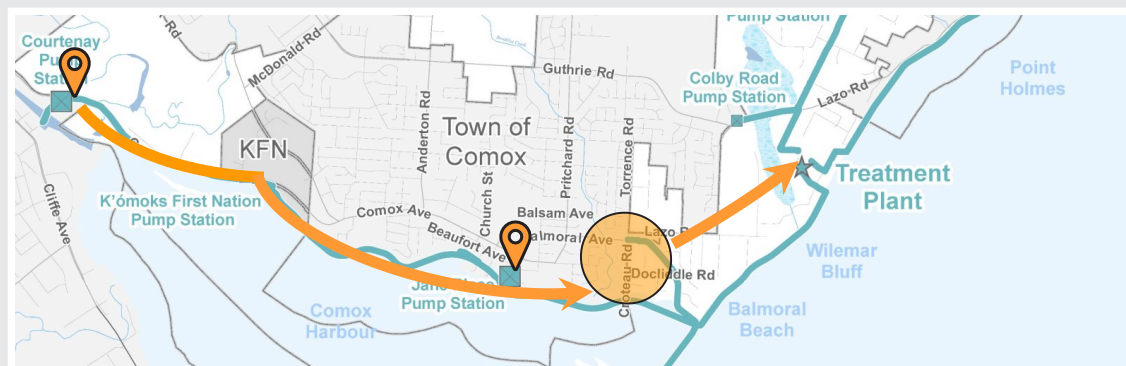 Pump Station
Courtenay
Pump
Station
McDonald-Rd
Guthrie Rd
Point
Holmes
Colby Road
Pump Station
Lazo-Rd
Anderton-Rd
Town of
Comox
Pritchard-Rd
Torrence-Rd
KFN
Treatment
Plant
Church St
K'ómoks First Nation
Pump Station
Cliffe-Ave
Comox Ave
Balsam Ave
Beaufort Ave
almoral Ave
Lazo R
Wilemar
Bluff
Croteau-Rd
Docliddle Rd
Jane Place
Pump Station
Comox
Harbour
Balmoral
Beach